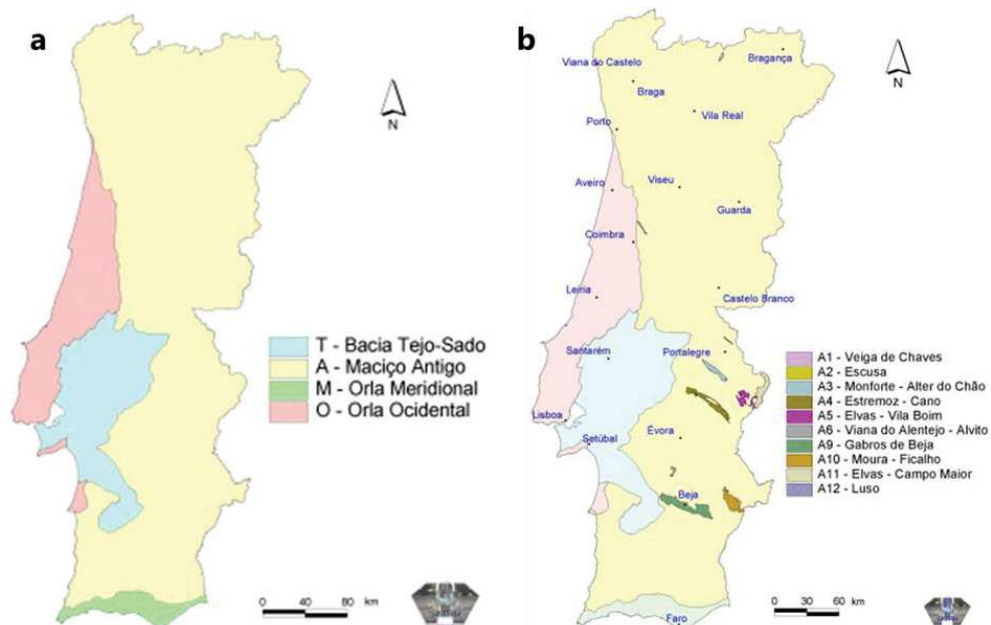 a
N
T - Bacia Tejo-Sado
A - Maciço Antigo
M - Orla Meridional
O - Orla Ocidental
0 40 80 km
b
Viana do Castelo
Bragança
Braga
N
Vila Real
Porto
Aveiro
Viseu
Guarda
Coimbra
Leiria
Castelo Branco
Santarém
Portalegre
Lisboa
Évora
Setúbal
Beja
Faro
A1 - Veiga de Chaves
A2 - Escusa
A3 - Monforte - Alter do Chão
A4 - Estremoz - Cano
A5 - Elvas - Vila Boim
A6 - Viana do Alentejo - Alvito
A9 - Gabros de Beja
A10 - Moura - Ficalho
A11 - Elvas - Campo Maior
A12 - Luso
0 30 60 km